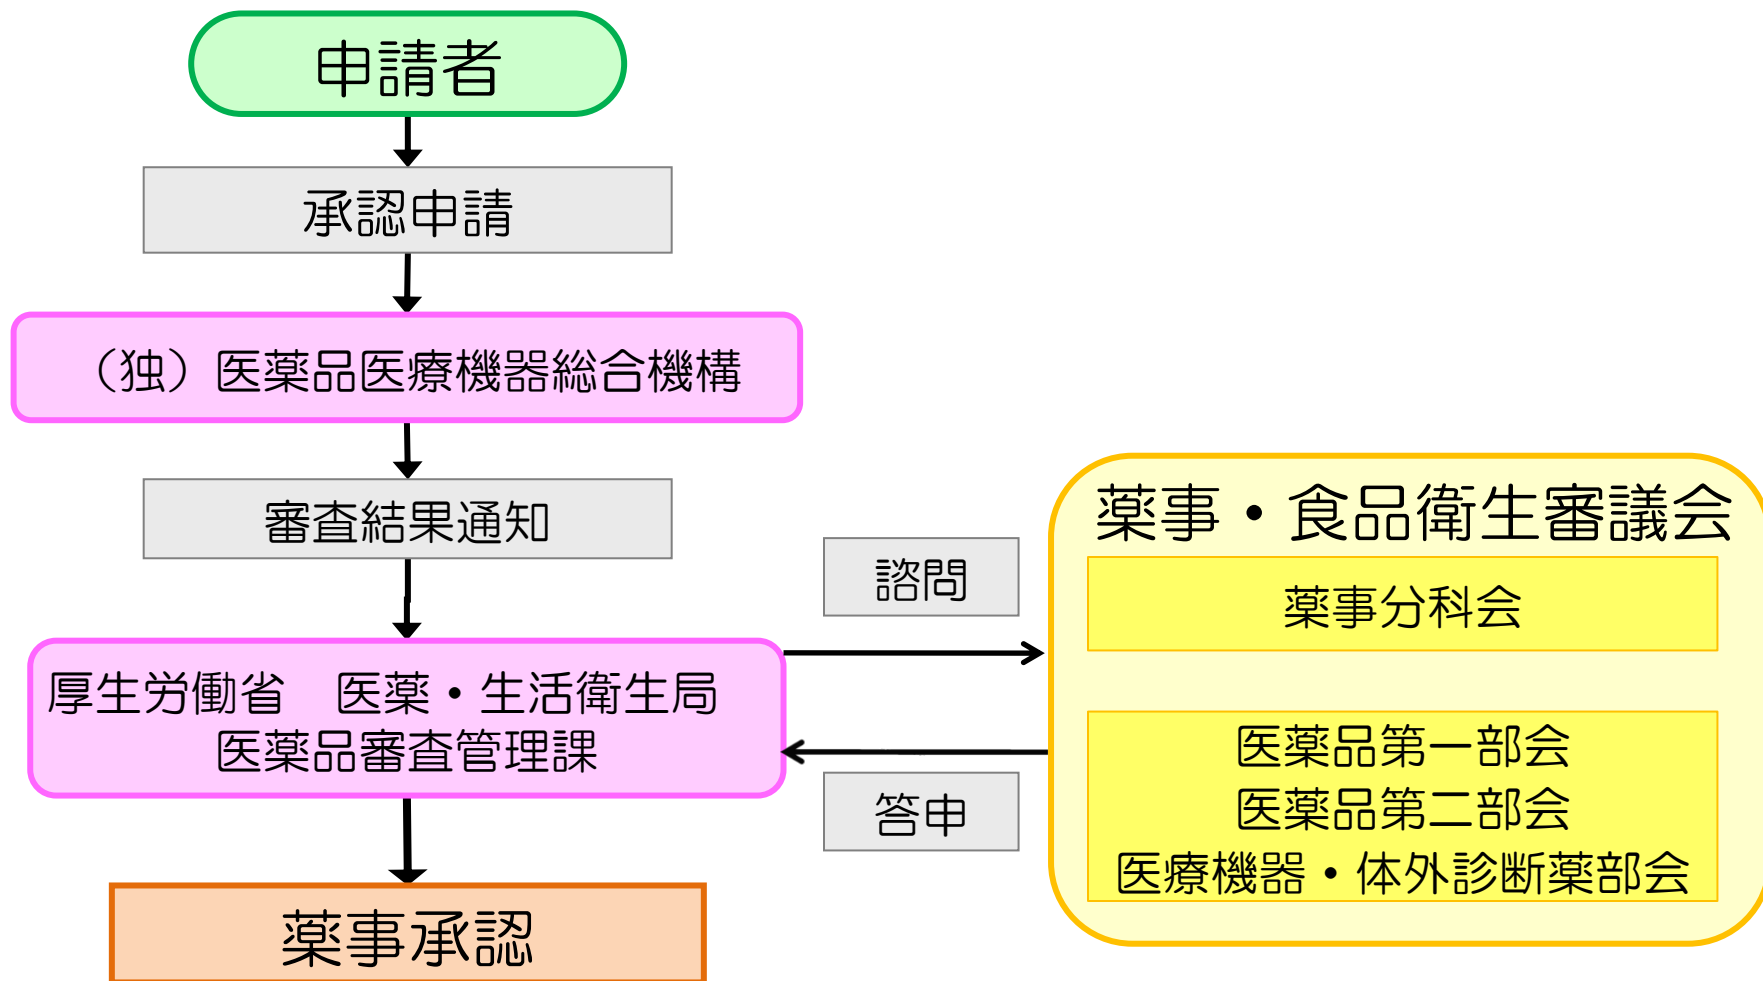 申請者
承認申請
（独）医薬品医療機器総合機構
審査結果通知
厚生労働省　医薬・生活衛生局
医薬品審査管理課
薬事承認
諮問
答申
薬事・食品衛生審議会
薬事分科会
医薬品第一部会
医薬品第二部会
医療機器・体外診断薬部会